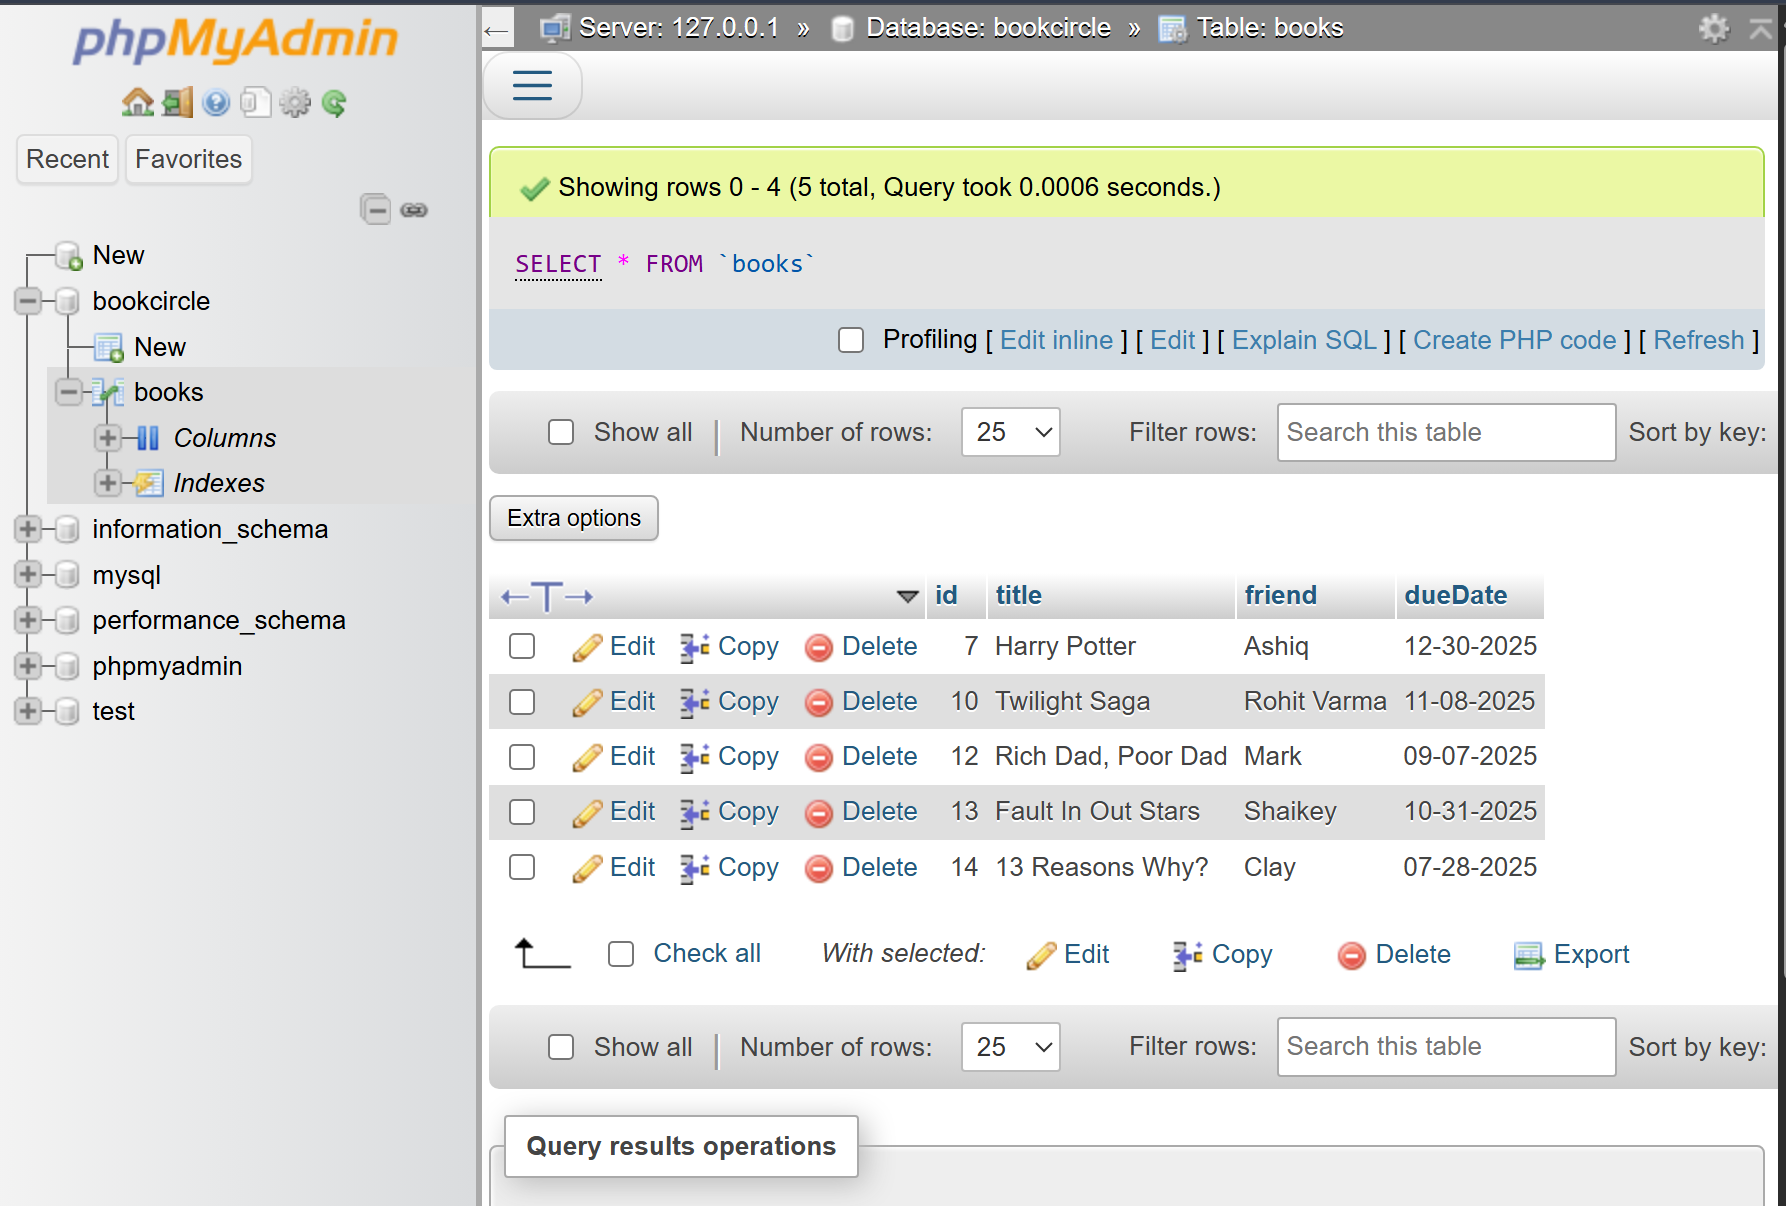 phpMyAdmin
Recent Favorites
New
bookcircle
New
books
Columns
Indexes
information_schema
mysql
performance_schema
phpmyadmin
test
Server: 127.0.0.1 » Database: bookcircle » Table: books
Showing rows 0 - 4 (5 total, Query took 0.0006 seconds.)
SELECT * FROM `books`
Profiling [ Edit inline ] [ Edit ] [ Explain SQL ] [ Create PHP code ] [ Refresh ]
Show all | Number of rows: 25 Filter rows: Search this table Sort by key:
Extra options
←T→ id title friend dueDate
Edit Copy Delete 7 Harry Potter Ashiq 12-30-2025
Edit Copy Delete 10 Twilight Saga Rohit Varma 11-08-2025
Edit Copy Delete 12 Rich Dad, Poor Dad Mark 09-07-2025
Edit Copy Delete 13 Fault In Out Stars Shaikey 10-31-2025
Edit Copy Delete 14 13 Reasons Why? Clay 07-28-2025
Check all With selected: Edit Copy Delete Export
Show all | Number of rows: 25 Filter rows: Search this table Sort by key:
Query results operations